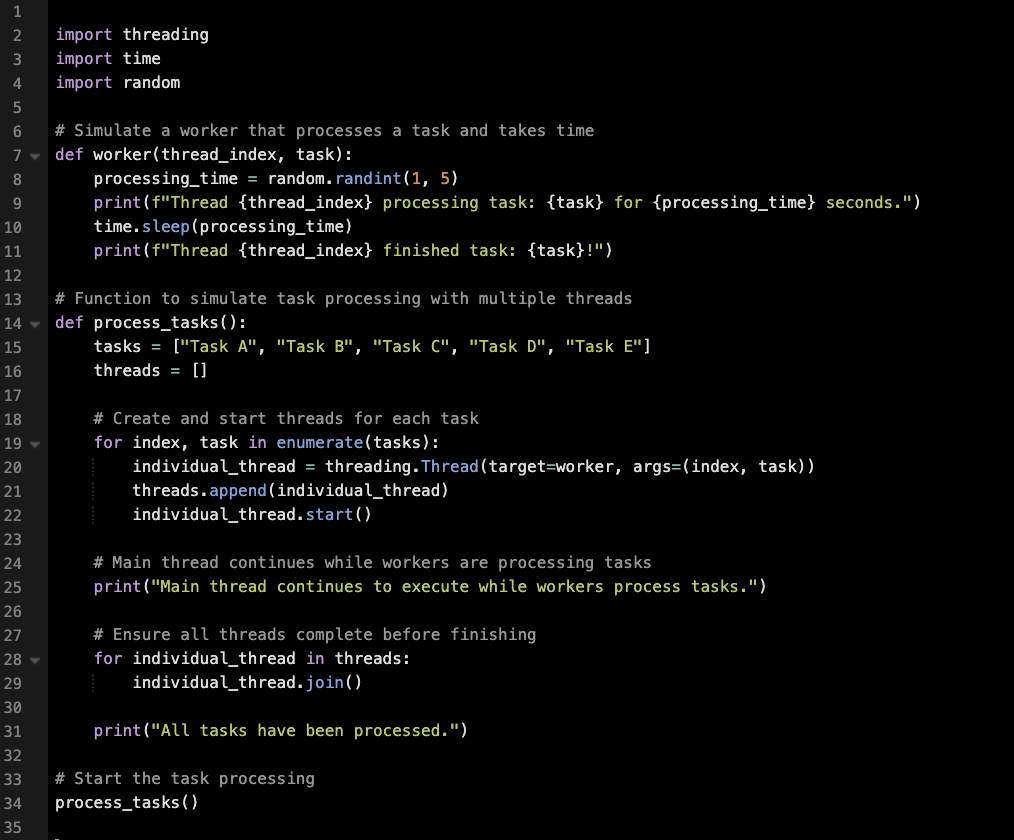 1
2 import threading
3 import time
4 import random
5
6 # Simulate a worker that processes a task and takes time
7 def worker(thread_index, task):
8     processing_time = random.randint(1, 5)
9     print(f"Thread {thread_index} processing task: {task} for {processing_time} seconds.")
10     time.sleep(processing_time)
11     print(f"Thread {thread_index} finished task: {task}!")
12
13 # Function to simulate task processing with multiple threads
14 def process_tasks():
15     tasks = ["Task A", "Task B", "Task C", "Task D", "Task E"]
16     threads = []
17
18     # Create and start threads for each task
19     for index, task in enumerate(tasks):
20         individual_thread = threading.Thread(target=worker, args=(index, task))
21         threads.append(individual_thread)
22         individual_thread.start()
23
24     # Main thread continues while workers are processing tasks
25     print("Main thread continues to execute while workers process tasks.")
26
27     # Ensure all threads complete before finishing
28     for individual_thread in threads:
29         individual_thread.join()
30
31     print("All tasks have been processed.")
32
33 # Start the task processing
34 process_tasks()
35